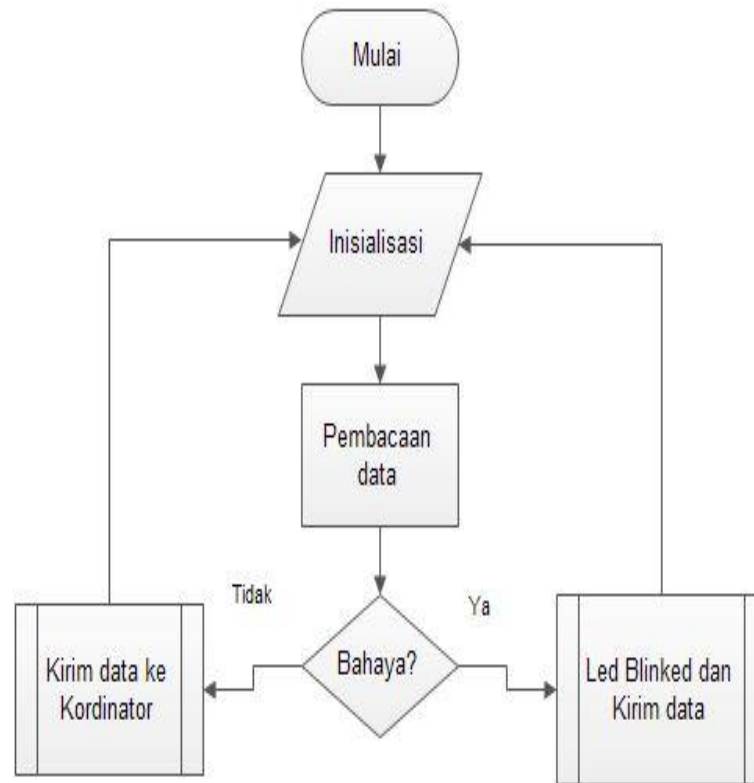 Mulai
Inisialisasi
Pembacaan
data
Tidak
Ya
Kirim data ke
Kordinator
Bahaya?
Led Blinked dan
Kirim data